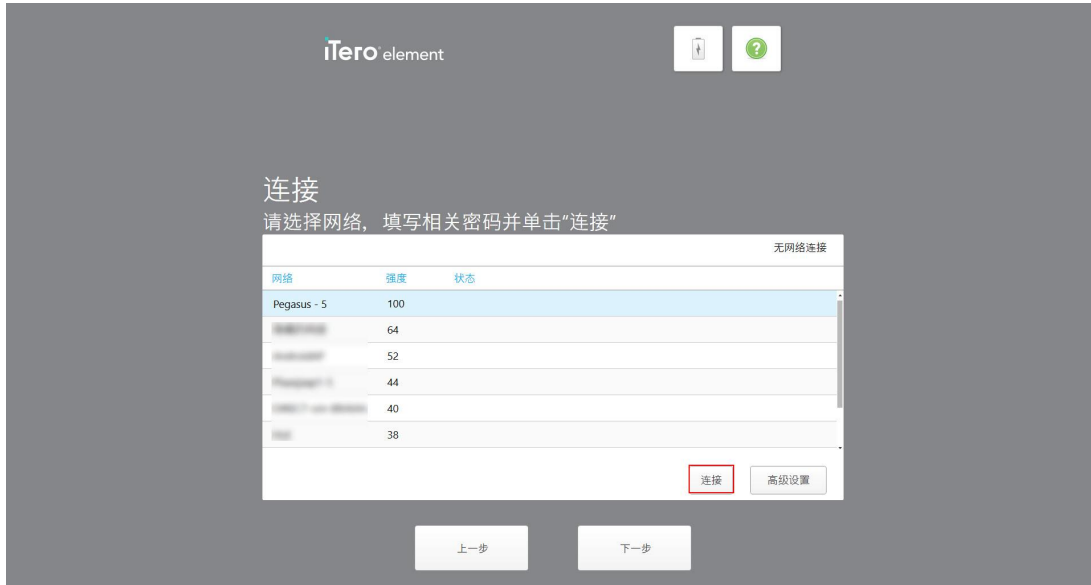 iTero element
连接
请选择网络，填写相关密码并单击“连接”
无网络连接
网络 强度 状态
Pegasus - 5 100
64
52
44
40
38
连接 高级设置
上一步 下一步